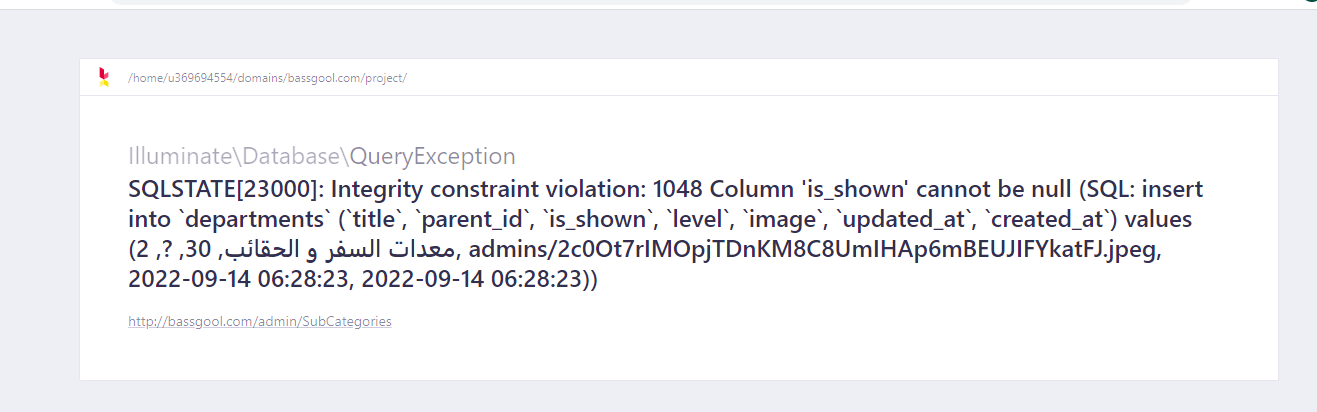 /home/u369694554/domains/bassgool.com/project/
Illuminate\Database\QueryException
SQLSTATE[23000]: Integrity constraint violation: 1048 Column 'is_shown' cannot be null (SQL: insert
into `departments` (`title`, `parent_id`, `is_shown`, `level`, `image`, `updated_at`, `created_at`) values
(معدات السفر و الحقائب, 30, ?, 2, admins/2c0Ot7rIMOpjTDnKM8C8UmIHAp6mBEUJIFYkatFJ.jpeg,
2022-09-14 06:28:23, 2022-09-14 06:28:23))
http://bassgool.com/admin/SubCategories